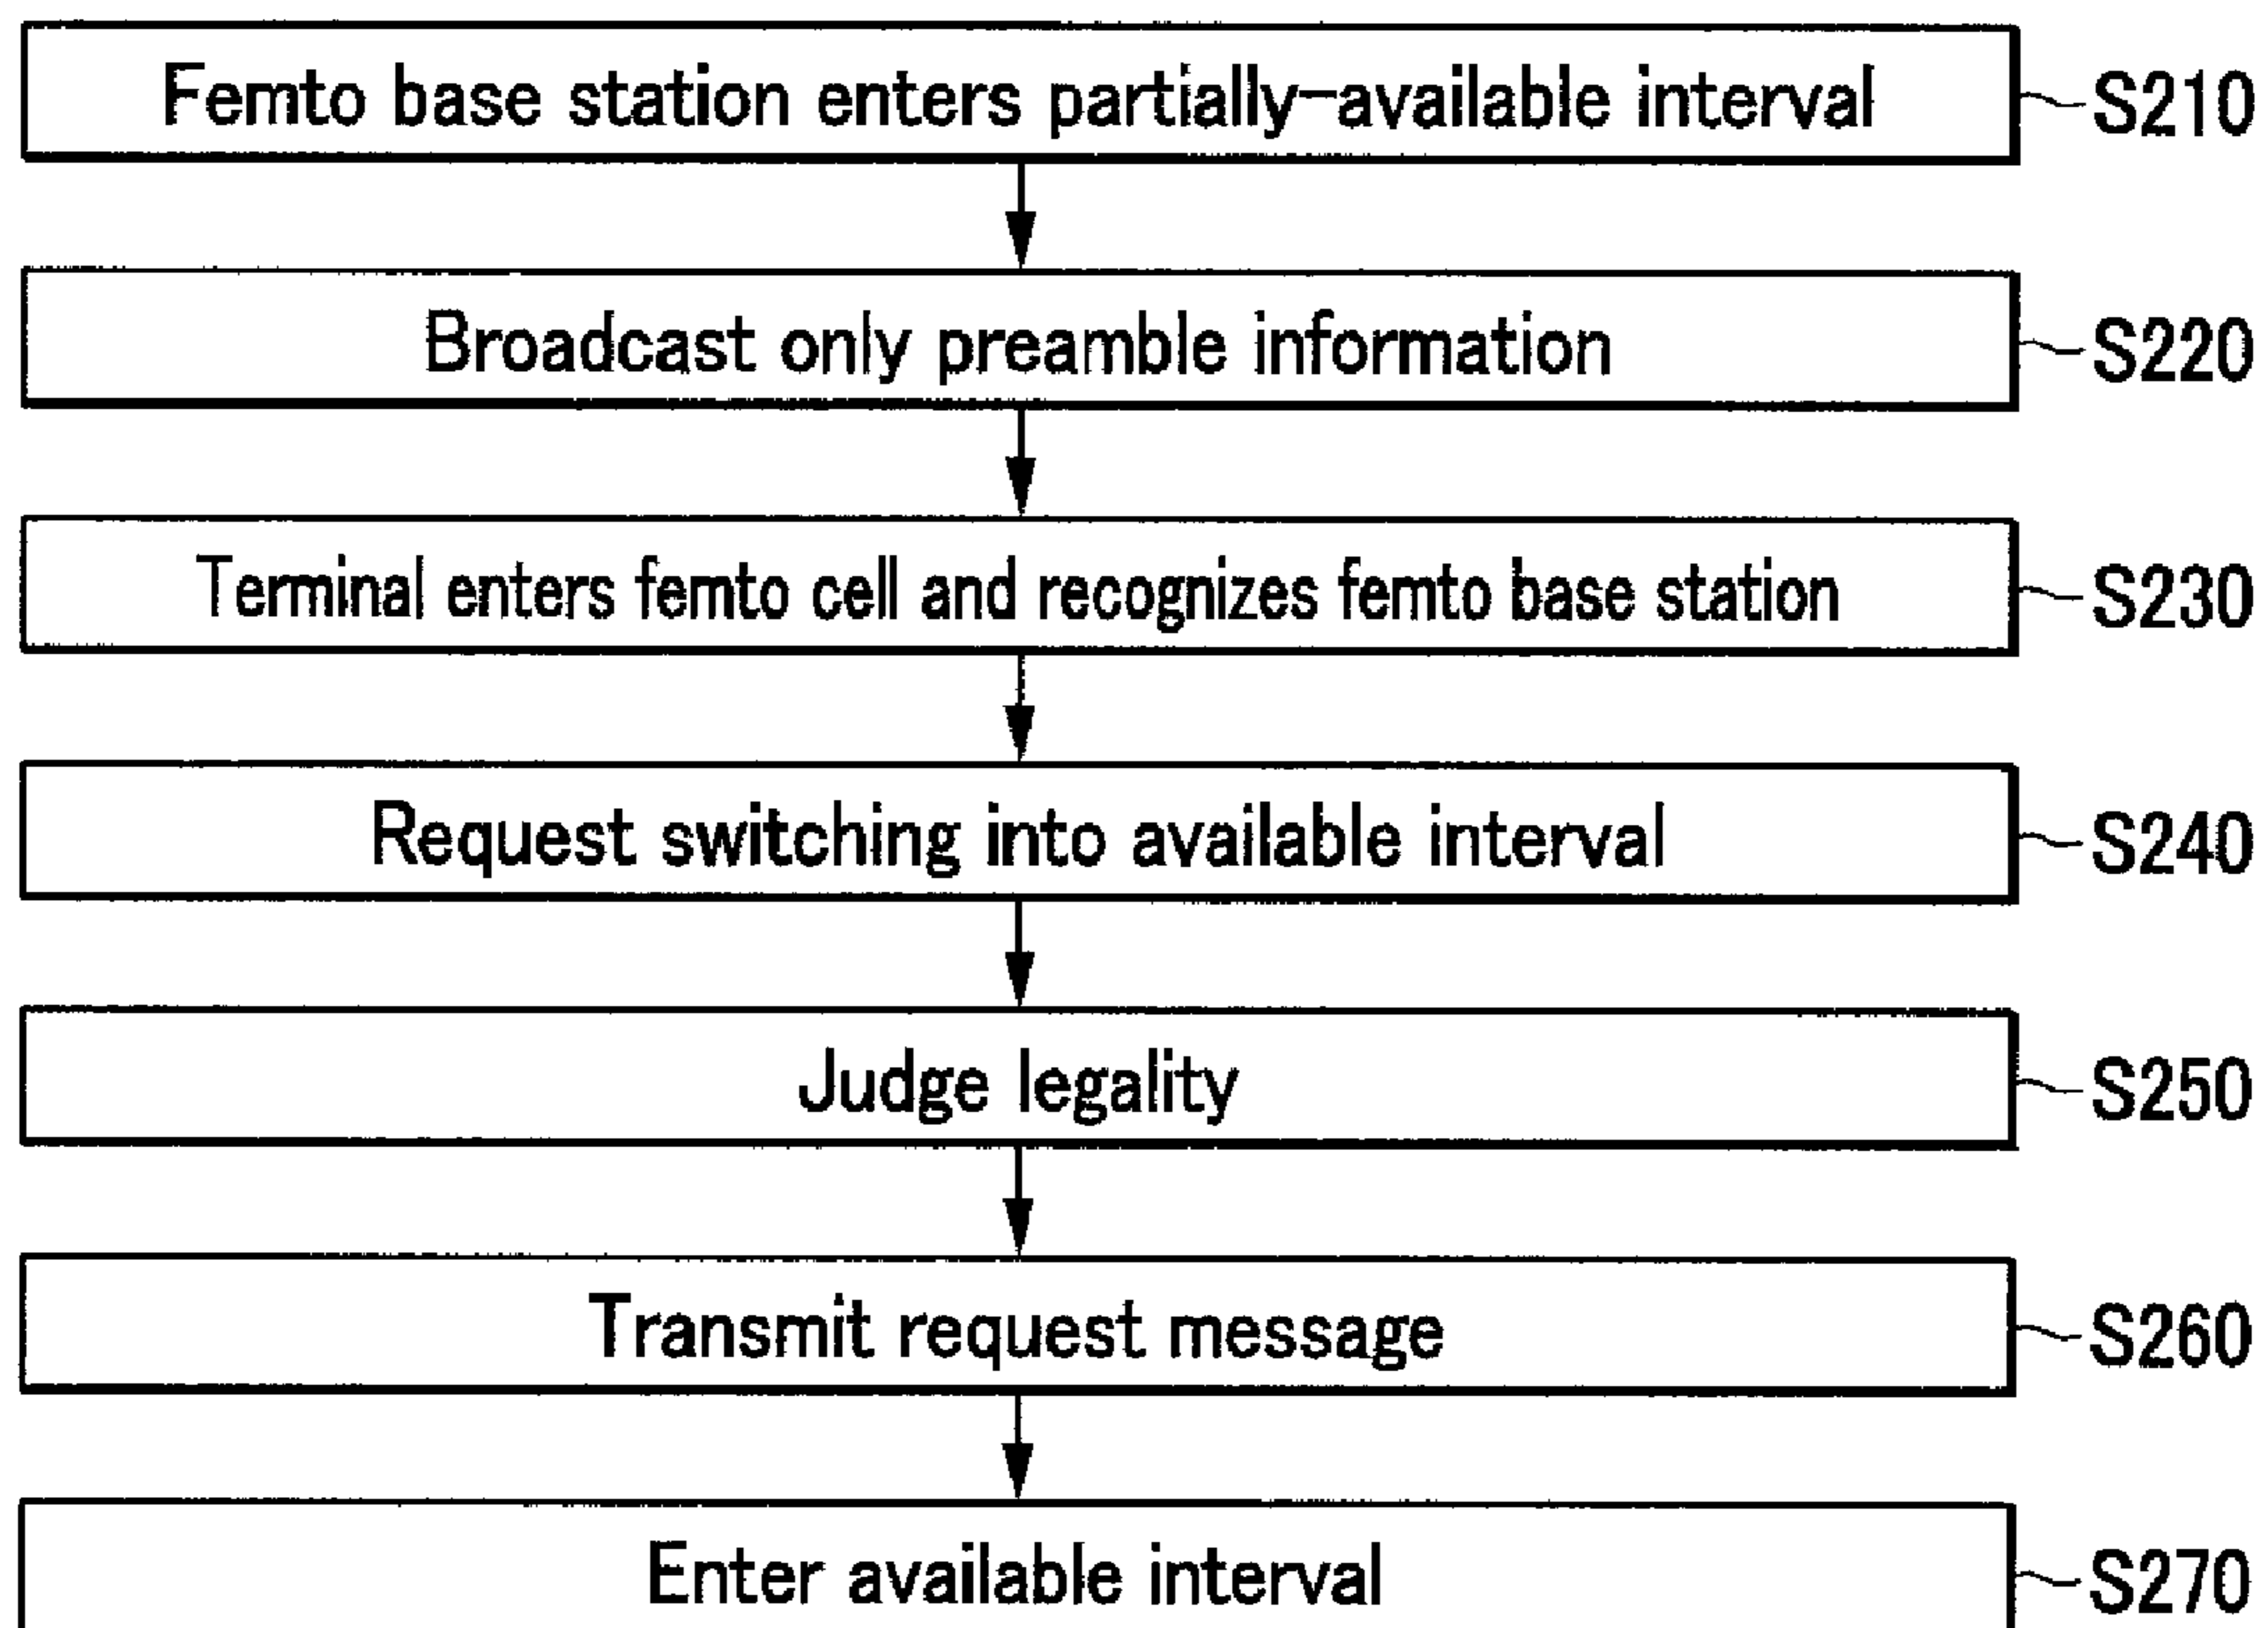 Femto base station enters partially-available interval S210
Broadcast only preamble information S220
Terminal enters femto cell and recognizes femto base station S230
Request switching into available interval S240
Judge legality S250
Transmit request message S260
Enter available interval S270